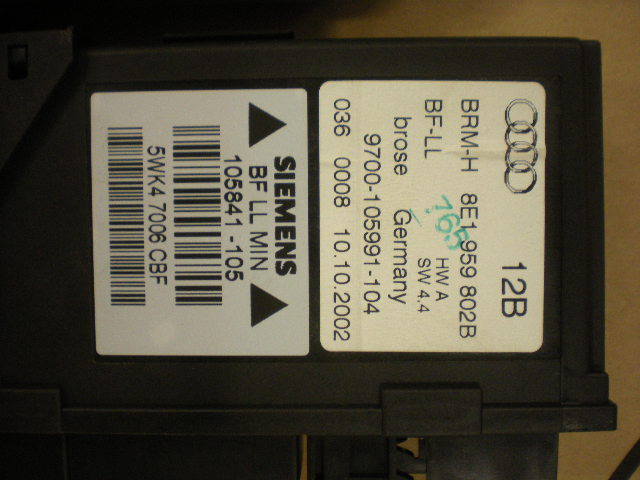 12B
BRM-H 8E1 959 802B
HW A
BF-LL SW 4.4
765
brose Germany
9700-105991-104
036 0008 10.10.2002
SIEMENS
BF LL MIN
105841-105
5WK4 7006 CBF